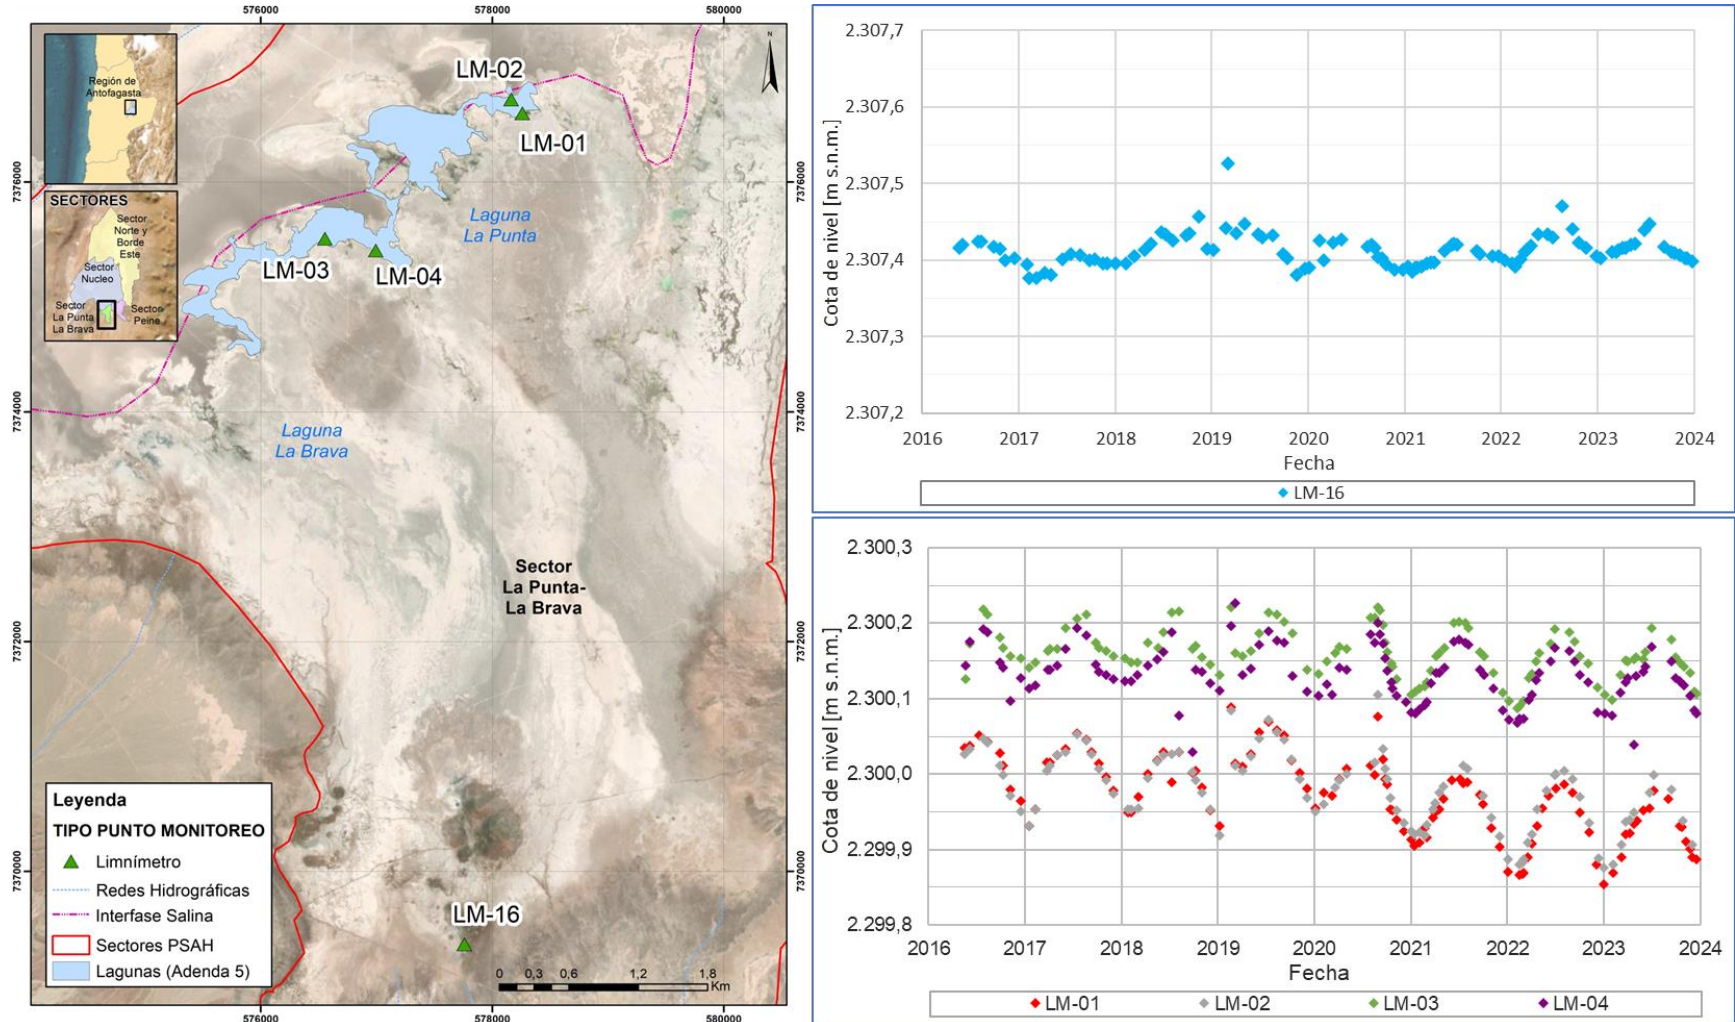 576000
578000
580000
N
Región de
Antofagasta
SECTORES
Sector
Norte y
Borde
Este
Sector
Nucleo
Sector
La Punta
La Brava
Sector
Peine
LM-02
LM-01
LM-03
LM-04
Laguna
La Punta
Laguna
La Brava
Sector
La Punta-
La Brava
LM-16
7376000
7374000
7372000
7370000
7376000
7374000
7372000
7370000
Leyenda
TIPO PUNTO MONITOREO
Limnímetro
Redes Hidrográficas
Interfase Salina
Sectores PSAH
Lagunas (Adenda 5)
0 0,3 0,6 1,2 1,8
Km
576000
578000
580000
Cota de nivel [m s.n.m.]
2.307,7
2.307,6
2.307,5
2.307,4
2.307,3
2.307,2
2016 2017 2018 2019 2020 2021 2022 2023 2024
Fecha
LM-16
Cota de nivel [m s.n.m.]
2.300,3
2.300,2
2.300,1
2.300,0
2.299,9
2.299,8
2016 2017 2018 2019 2020 2021 2022 2023 2024
Fecha
LM-01 LM-02 LM-03 LM-04